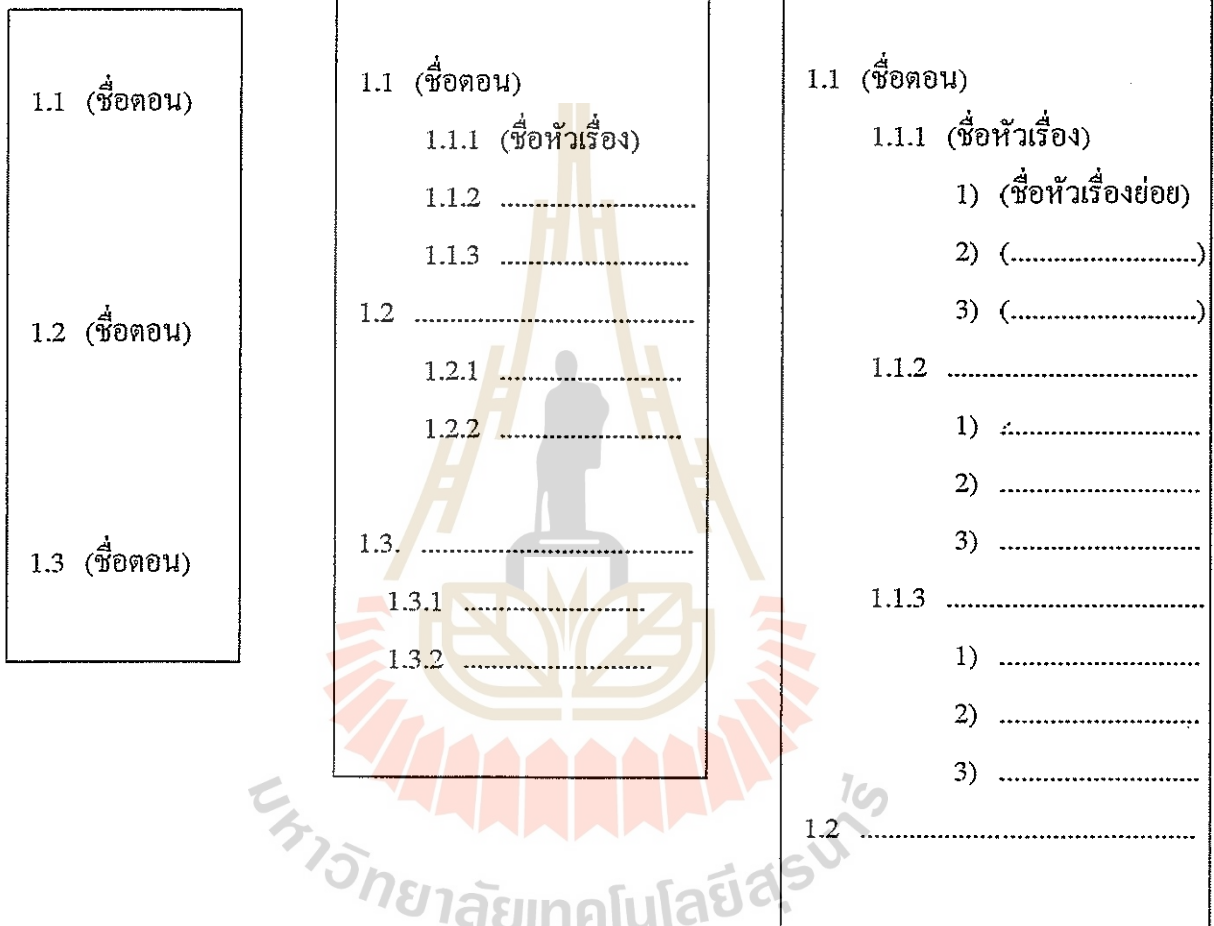 1.1 (ชื่อตอน)
1.2 (ชื่อตอน)
1.3 (ชื่อตอน)
1.1 (ชื่อตอน)
1.1.1 (ชื่อหัวเรื่อง)
1.1.2 ..............................
1.1.3 .............................
1.2 ...........................................
1.2.1 ............................
1.2.2 ............................
1.3. ..........................................
1.3.1 ............................
1.3.2 .............................
1.1 (ชื่อตอน)
1.1.1 (ชื่อหัวเรื่อง)
1) (ชื่อหัวเรื่องย่อย)
2) (............................)
3) (............................)
1.1.2 ......................................
1) ..............................
2) ...............................
3) ...............................
1.1.3 .......................................
1) ...............................
2) ...............................
3) ...............................
1.2 ...................................................
มหาวิทยาลัยเทคโนโลยีสุรนารี